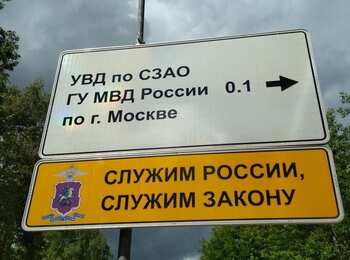 УВД по СЗАО
ГУ МВД России 0.1 →
по г. Москве
СЛУЖИМ РОССИИ,
СЛУЖИМ ЗАКОНУ